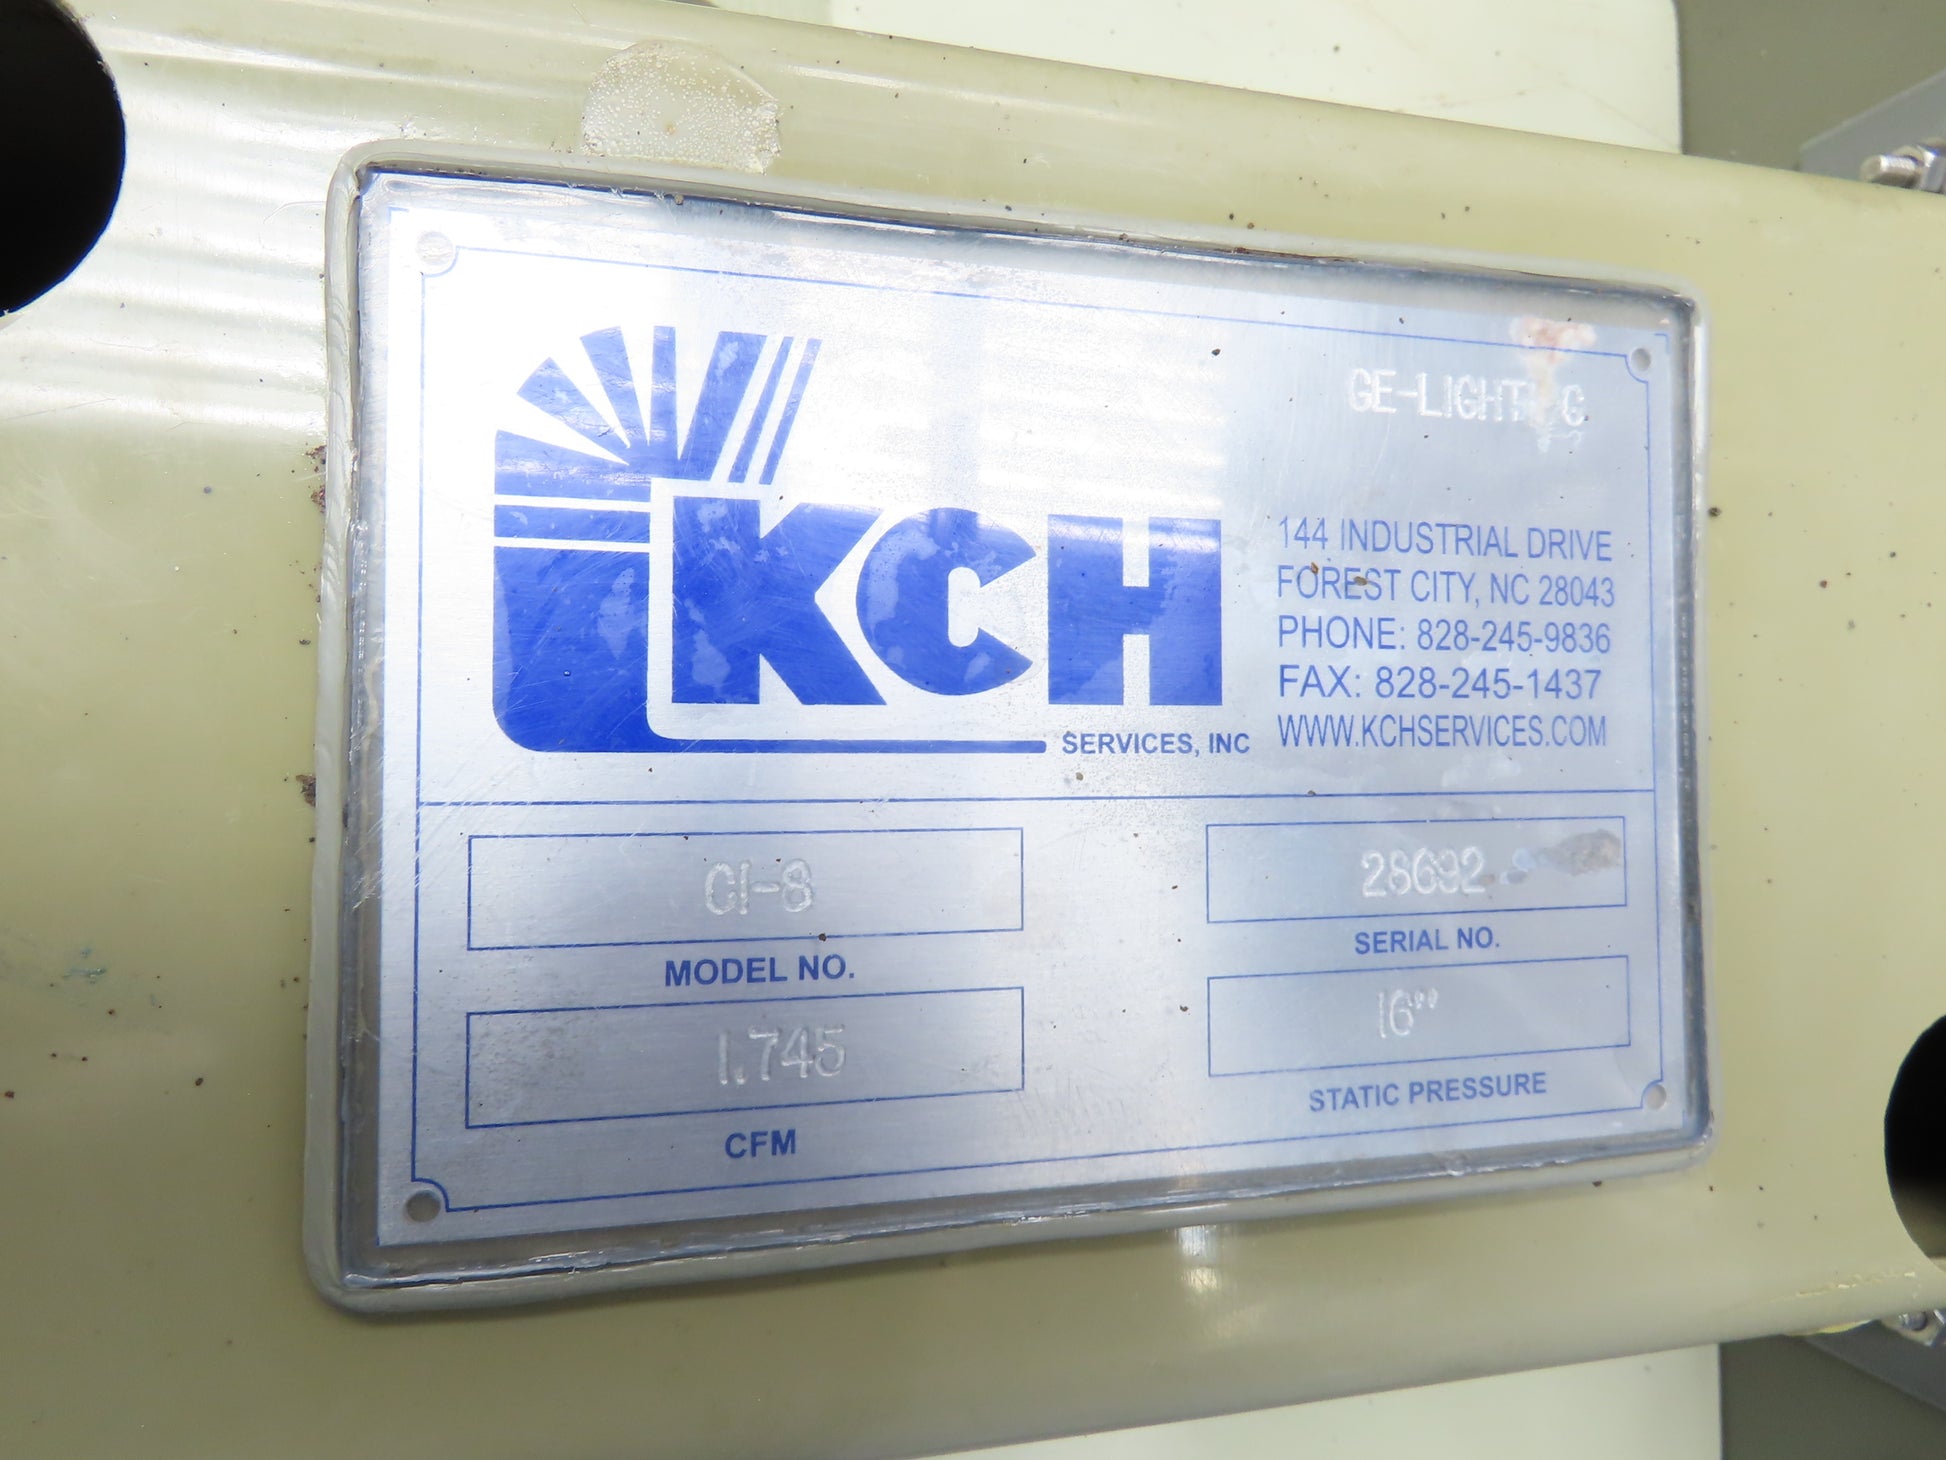 GE-LIGHTING
KCH
SERVICES, INC
144 INDUSTRIAL DRIVE
FOREST CITY, NC 28043
PHONE: 828-245-9836
FAX: 828-245-1437
WWW.KCHSERVICES.COM
CI-8
MODEL NO.
28692
SERIAL NO.
1.745
CFM
16"
STATIC PRESSURE